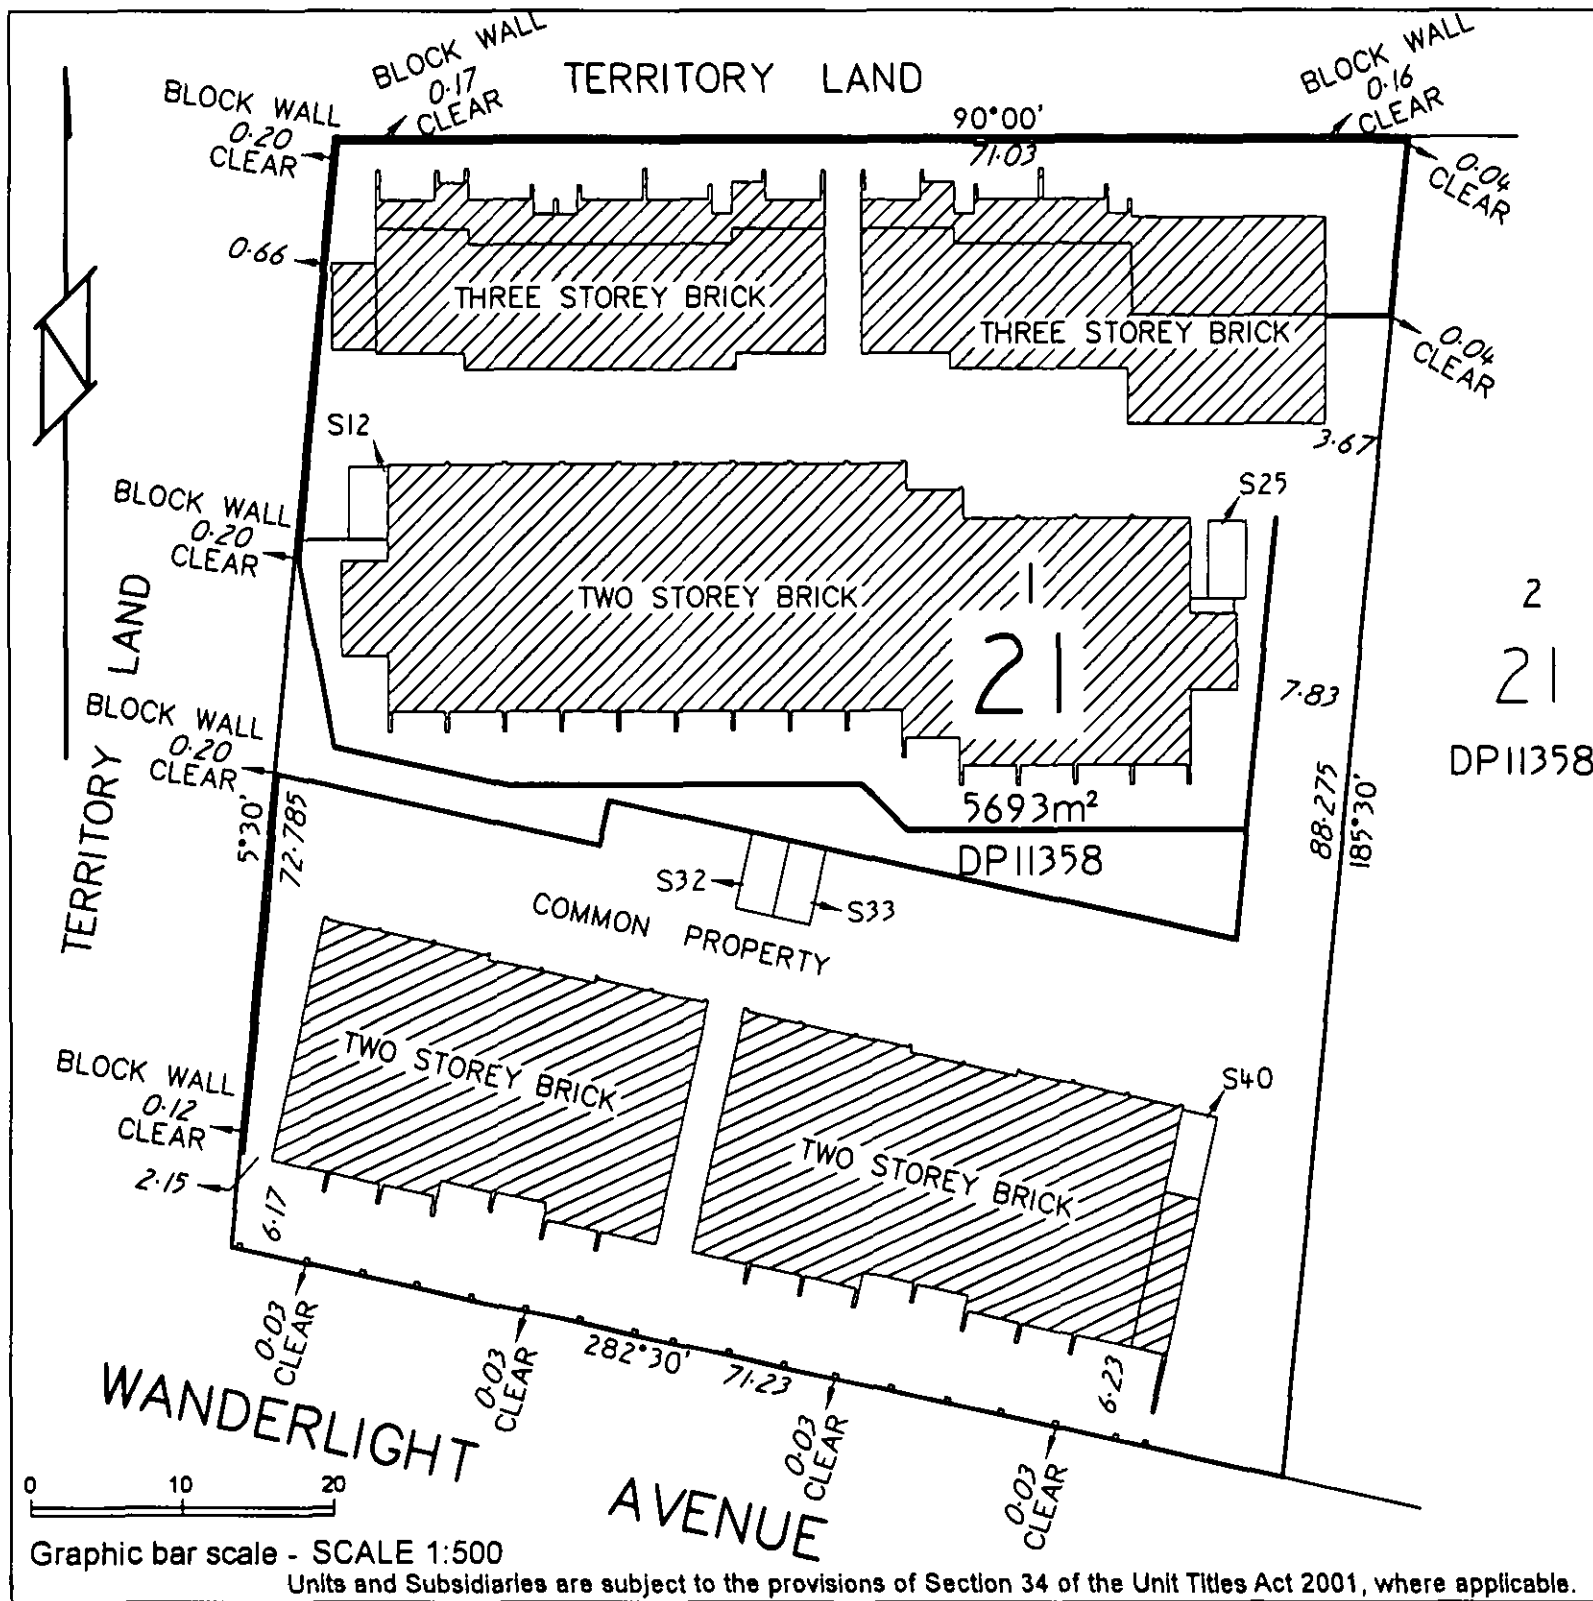 BLOCK WALL
0·17
CLEAR
TERRITORY LAND
BLOCK WALL
0·16
CLEAR
BLOCK WALL
0·20
CLEAR
90°00'
71·03
0·04
CLEAR
0·66
THREE STOREY BRICK
THREE STOREY BRICK
0·04
CLEAR
S12
3·67
BLOCK WALL
0·20
CLEAR
S25
TWO STOREY BRICK
1
21
2
21
DP11358
TERRITORY LAND
BLOCK WALL
0·20
CLEAR
7·83
5°30'
72·785
5693m²
DP11358
88·275
185°30'
S32
S33
COMMON PROPERTY
TWO STOREY BRICK
BLOCK WALL
0·12
CLEAR
S40
TWO STOREY BRICK
2·15
6·17
0·03
CLEAR
0·03
CLEAR
282°30'
71·23
6·23
0·03
CLEAR
0·03
CLEAR
WANDERLIGHT AVENUE
0 10 20
Graphic bar scale - SCALE 1:500
Units and Subsidiaries are subject to the provisions of Section 34 of the Unit Titles Act 2001, where applicable.